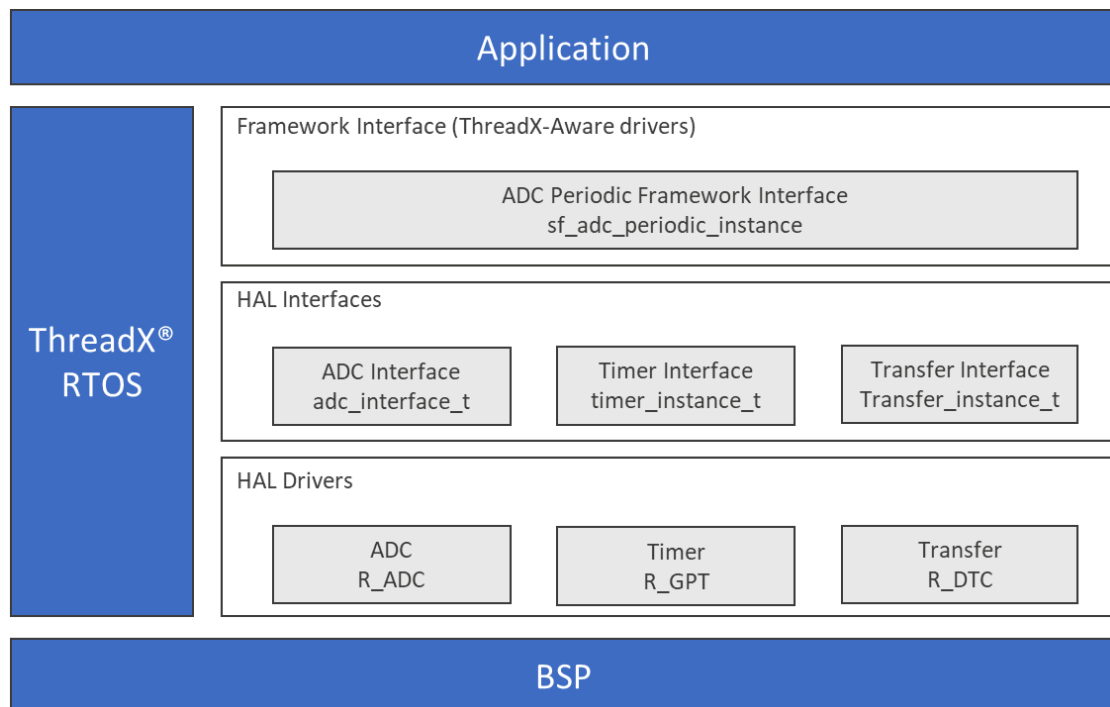 Application
ThreadX®
RTOS
Framework Interface (ThreadX-Aware drivers)
ADC Periodic Framework Interface
sf_adc_periodic_instance
HAL Interfaces
ADC Interface
adc_interface_t
Timer Interface
timer_instance_t
Transfer Interface
Transfer_instance_t
HAL Drivers
ADC
R_ADC
Timer
R_GPT
Transfer
R_DTC
BSP